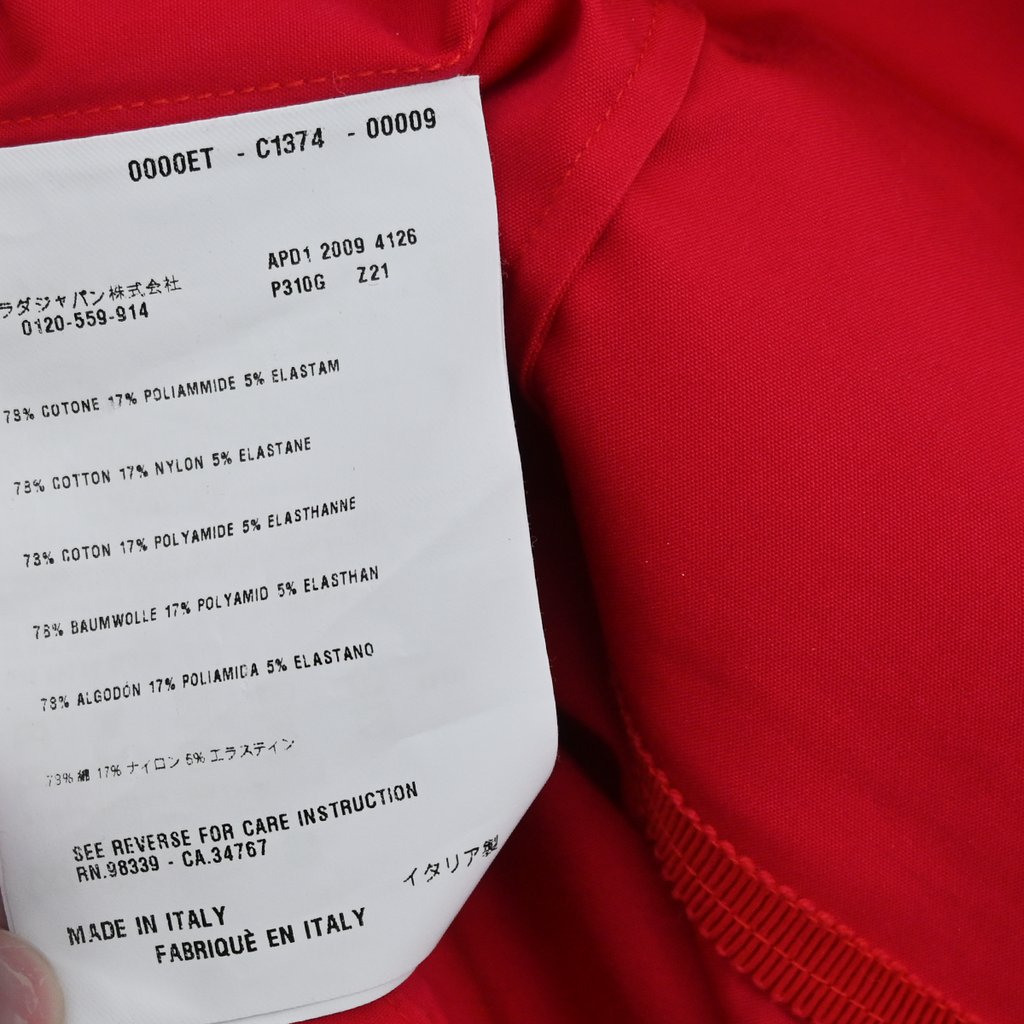 0000ET - C1374 - 00009
APD1 2009 4126
P310G Z21
ラダジャパン株式会社
0120-559-914
78% COTONE 17% POLIAMMIDE 5% ELASTAM
78% COTTON 17% NYLON 5% ELASTANE
78% COTON 17% POLYAMIDE 5% ELASTHANNE
78% BAUMWOLLE 17% POLYAMID 5% ELASTHAN
78% ALGODÓN 17% POLIAMIDA 5% ELASTANO
78% 綿 17% ナイロン 5% エラステイン
SEE REVERSE FOR CARE INSTRUCTION
RN.98339 - CA.34767
イタリア製
MADE IN ITALY
FABRIQUÈ EN ITALY